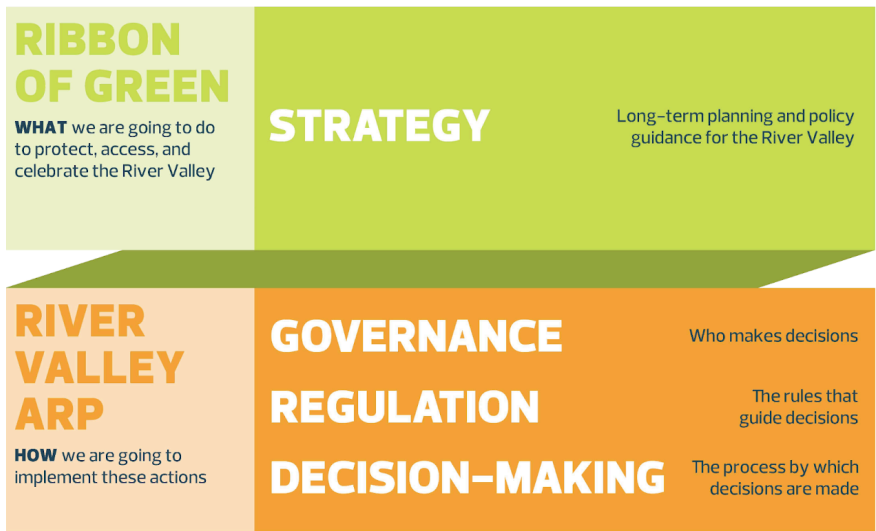 RIBBON
OF GREEN
WHAT we are going to do
to protect, access, and
celebrate the River Valley
STRATEGY
Long-term planning and policy
guidance for the River Valley
RIVER
VALLEY
ARP
HOW we are going to
implement these actions
GOVERNANCE
Who makes decisions
REGULATION
The rules that
guide decisions
DECISION-MAKING
The process by which
decisions are made